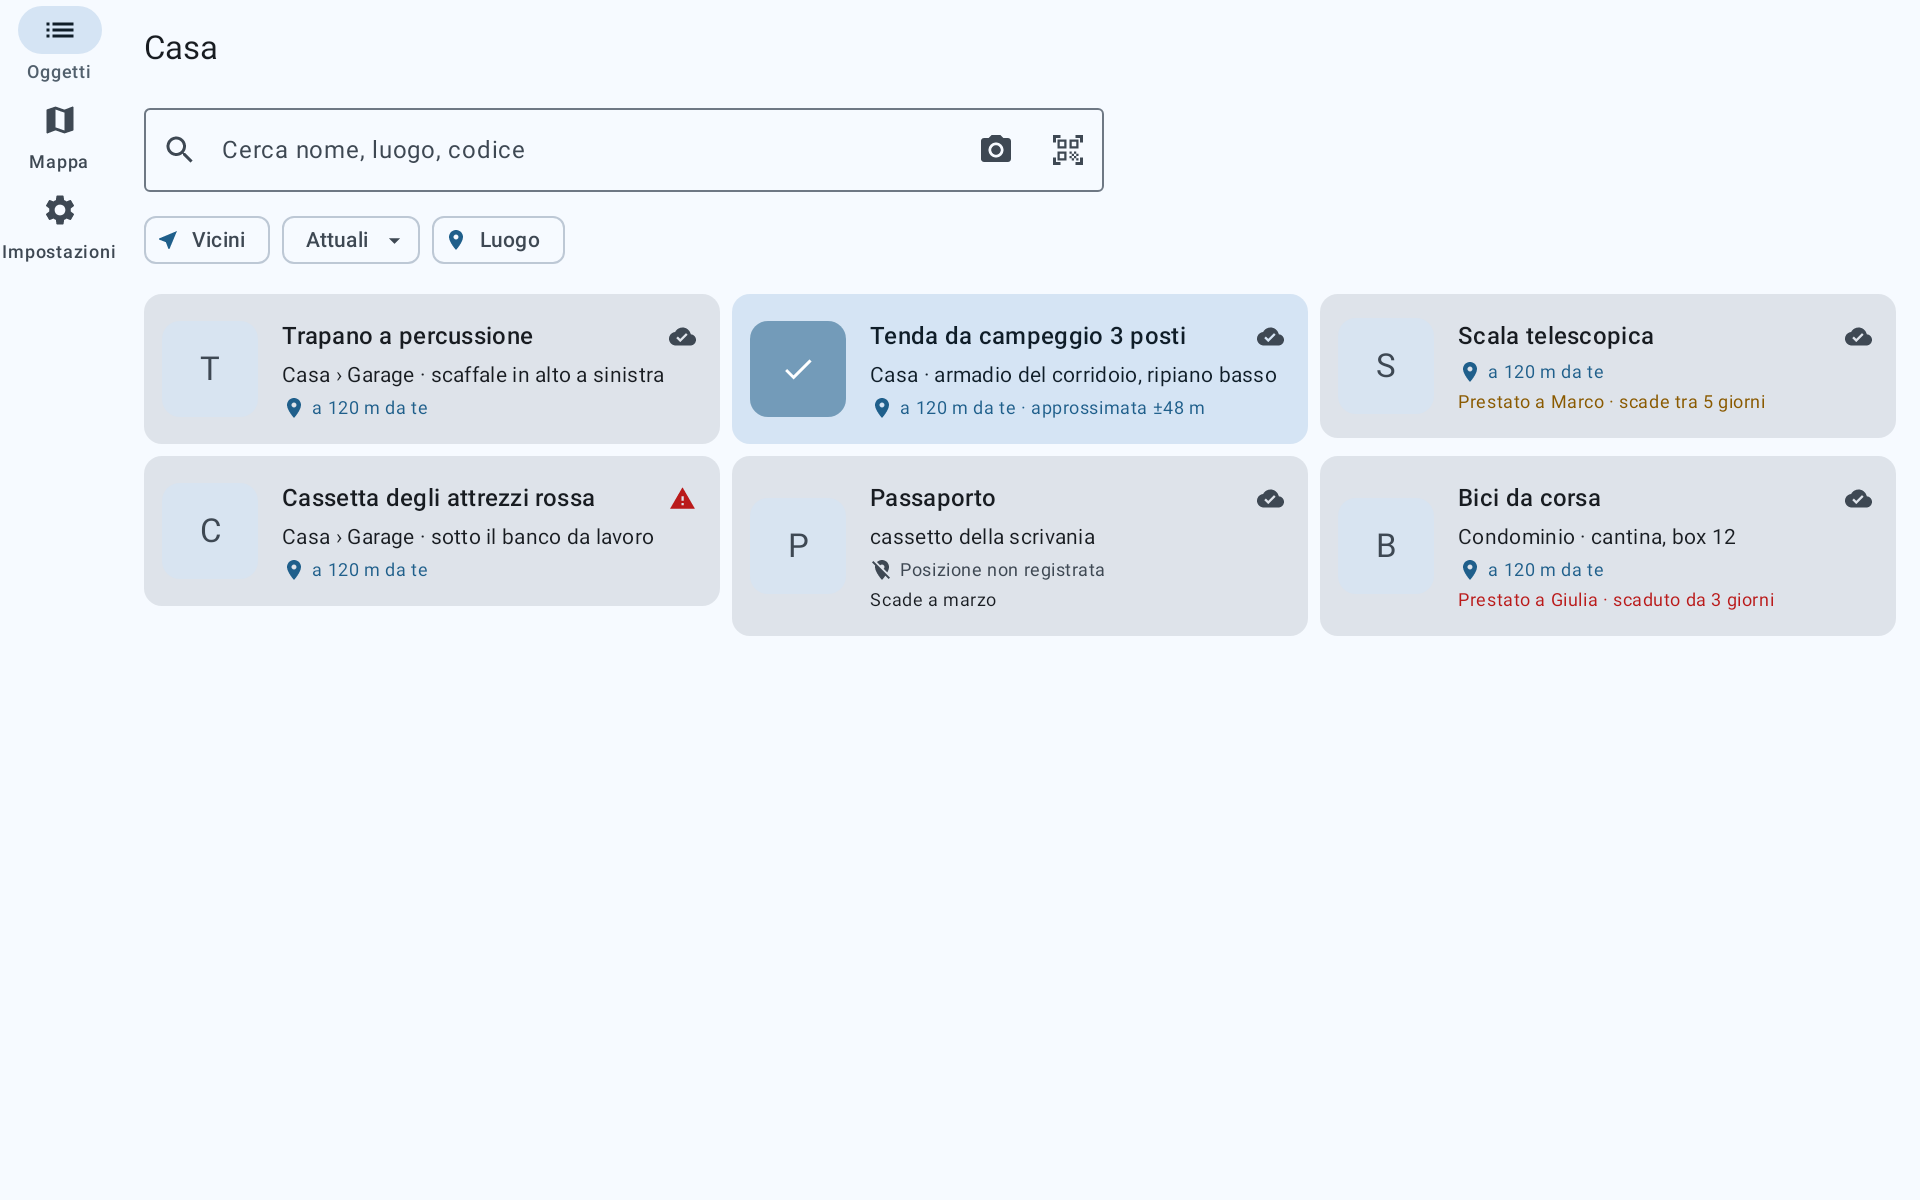 Oggetti
Mappa
Impostazioni
Casa
Cerca nome, luogo, codice
Vicini
Attuali
Luogo
T
Trapano a percussione
Casa › Garage · scaffale in alto a sinistra
a 120 m da te
Tenda da campeggio 3 posti
Casa · armadio del corridoio, ripiano basso
a 120 m da te · approssimata ±48 m
S
Scala telescopica
a 120 m da te
Prestato a Marco · scade tra 5 giorni
C
Cassetta degli attrezzi rossa
Casa › Garage · sotto il banco da lavoro
a 120 m da te
P
Passaporto
cassetto della scrivania
Posizione non registrata
Scade a marzo
B
Bici da corsa
Condominio · cantina, box 12
a 120 m da te
Prestato a Giulia · scaduto da 3 giorni